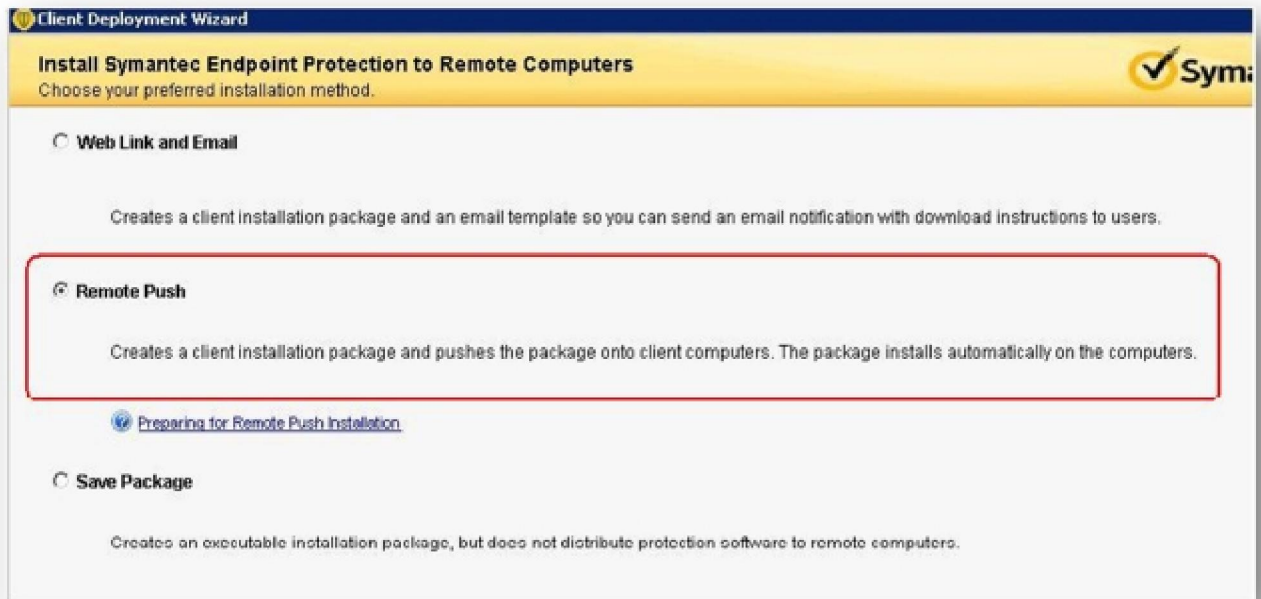 Client Deployment Wizard
Install Symantec Endpoint Protection to Remote Computers
Choose your preferred installation method.
Syma
Web Link and Email
Creates a client installation package and an email template so you can send an email notification with download instructions to users.
Remote Push
Creates a client installation package and pushes the package onto client computers. The package installs automatically on the computers.
Preparing for Remote Push Installation
Save Package
Creates an executable installation package, but does not distribute protection software to remote computers.